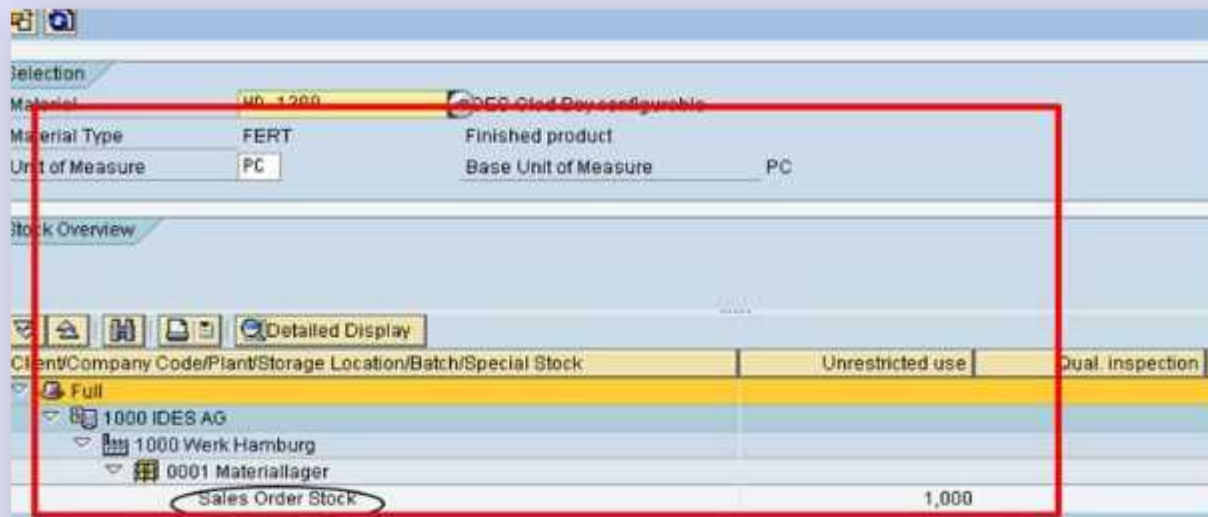 Selection
Material
Material Type FERT Finished product
Unit of Measure PC Base Unit of Measure PC
Stock Overview
Detailed Display
Client/Company Code/Plant/Storage Location/Batch/Special Stock Unrestricted use Qual. inspection
Full
1000 IDES AG
1000 Werk Hamburg
0001 Materiallager
Sales Order Stock 1,000